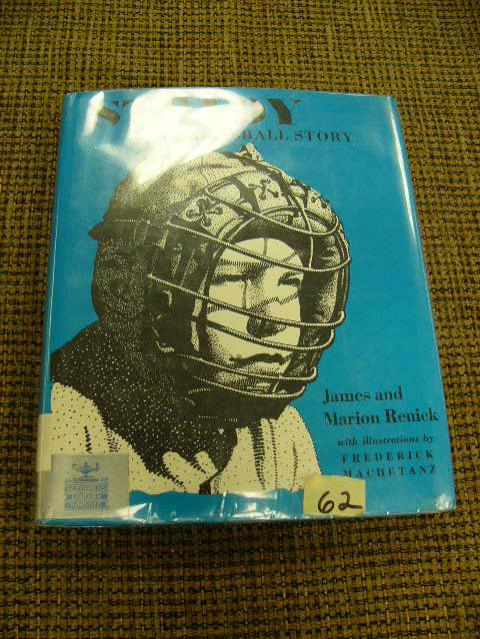 BALL STORY
James and
Marion Renick
with illustrations by
FREDERICK
MACHETANZ
62